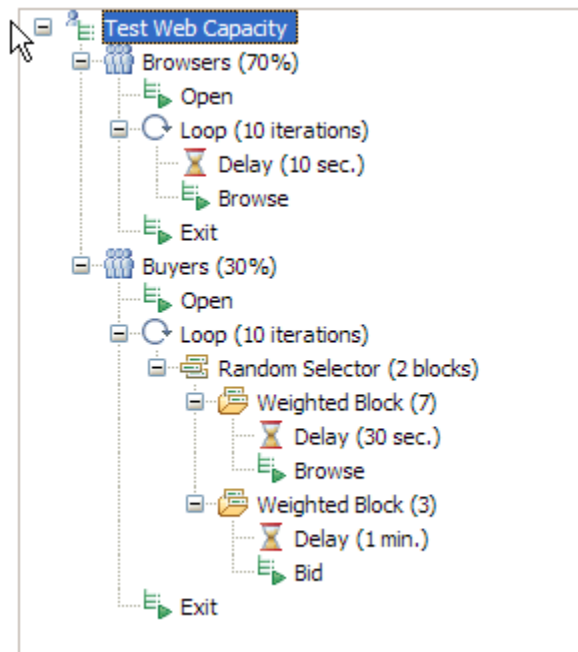 Test Web Capacity
Browsers (70%)
Open
Loop (10 iterations)
Delay (10 sec.)
Browse
Exit
Buyers (30%)
Open
Loop (10 iterations)
Random Selector (2 blocks)
Weighted Block (7)
Delay (30 sec.)
Browse
Weighted Block (3)
Delay (1 min.)
Bid
Exit